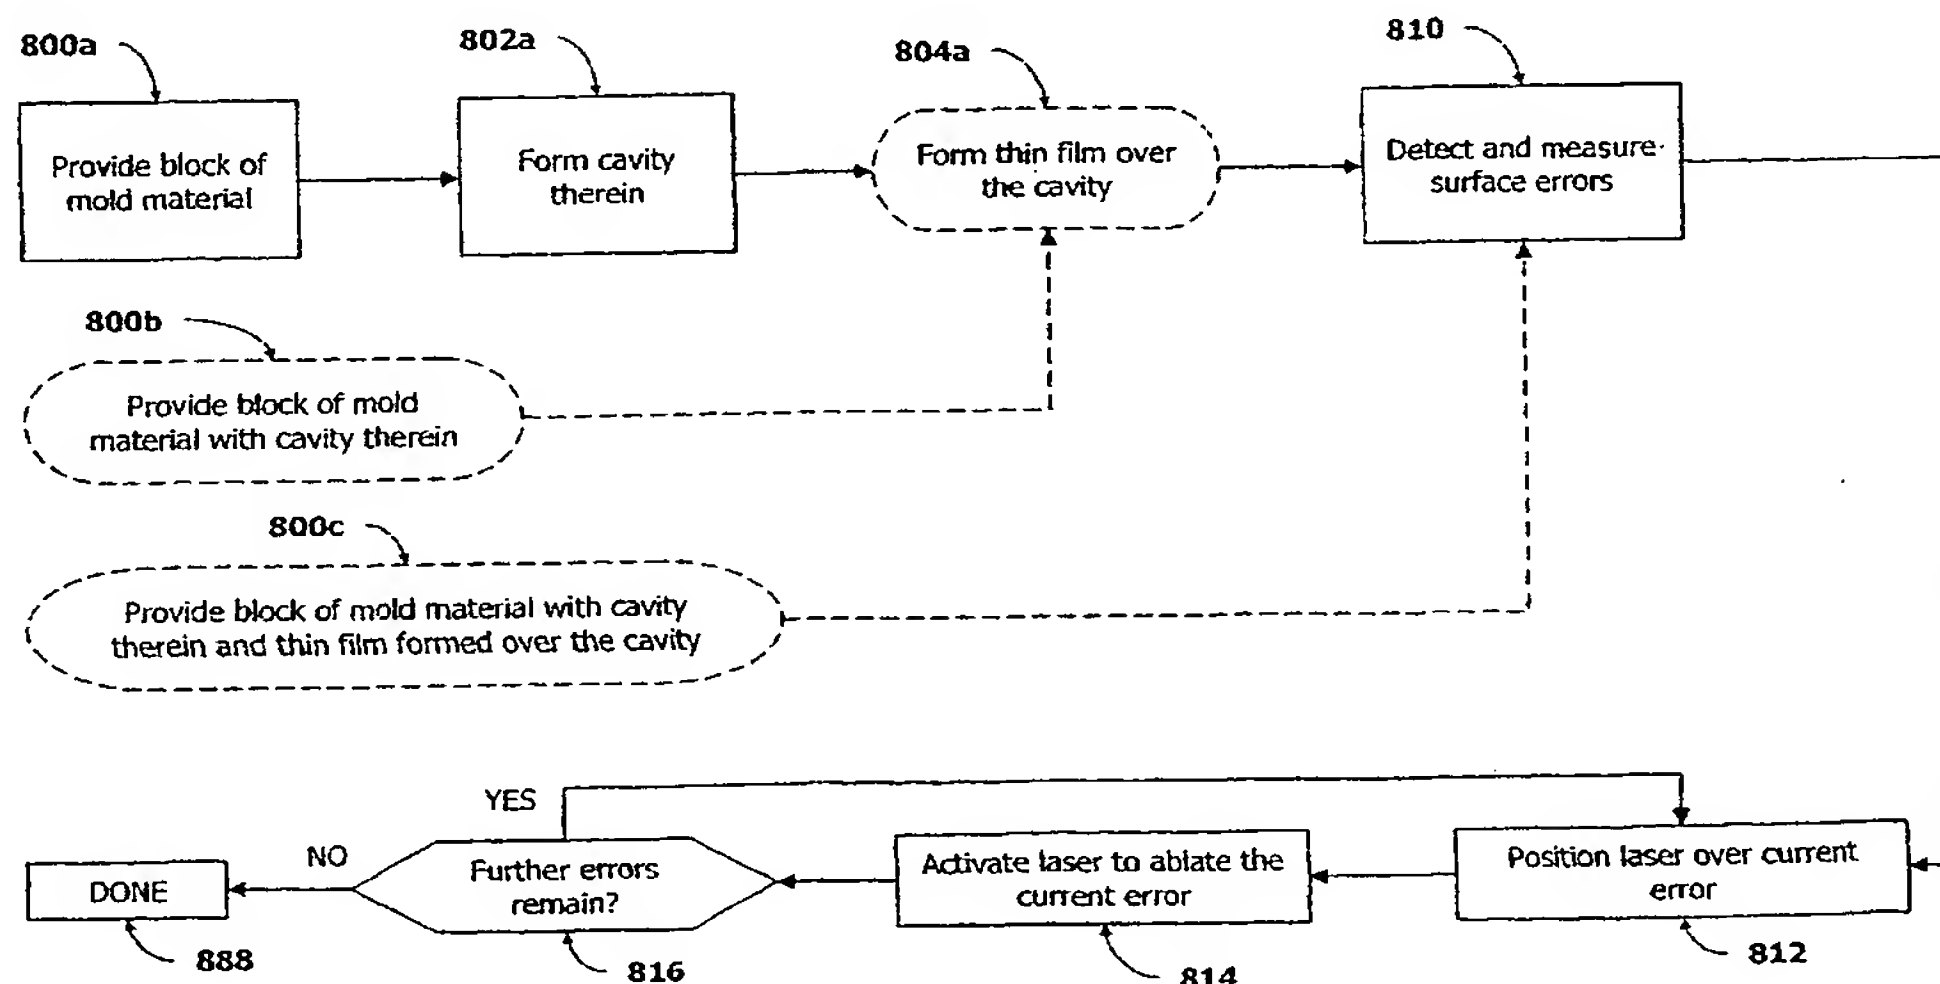 800a
802a
804a
810
Provide block of
mold material
Form cavity
therein
Form thin film over
the cavity
Detect and measure
surface errors
800b
Provide block of mold
material with cavity therein
800c
Provide block of mold material with cavity
therein and thin film formed over the cavity
YES
NO
DONE
Further errors
remain?
Activate laser to ablate the
current error
Position laser over current
error
888
816
814
812